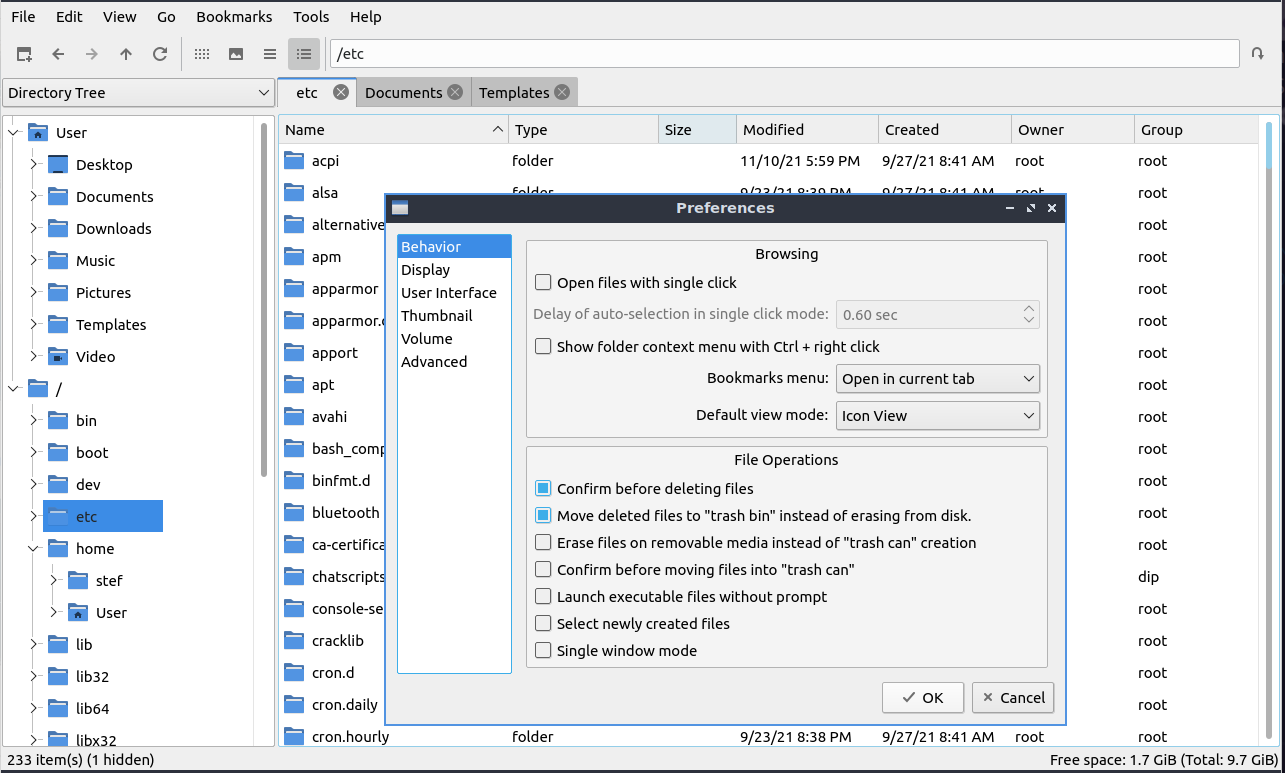 File Edit View Go Bookmarks Tools Help
/etc
Directory Tree
etc Documents Templates
User
Desktop
Documents
Downloads
Music
Pictures
Templates
Video
/
bin
boot
dev
etc
home
stef
User
lib
lib32
lib64
libx32
Name Type Size Modified Created Owner Group
acpi folder 11/10/21 5:59 PM 9/27/21 8:41 AM root root
alsa folder 9/23/21 8:39 PM 9/27/21 8:41 AM root root
alternative root
apm root
apparmor root
apparmor.d root
apport root
apt root
avahi root
bash_comp root
binfmt.d root
bluetooth root
ca-certifica root
chatscripts dip
console-se root
cracklib root
cron.d root
cron.daily root
cron.hourly folder 9/23/21 8:38 PM 9/27/21 8:41 AM root root
Preferences
Behavior
Display
User Interface
Thumbnail
Volume
Advanced
Browsing
Open files with single click
Delay of auto-selection in single click mode: 0.60 sec
Show folder context menu with Ctrl + right click
Bookmarks menu: Open in current tab
Default view mode: Icon View
File Operations
Confirm before deleting files
Move deleted files to "trash bin" instead of erasing from disk.
Erase files on removable media instead of "trash can" creation
Confirm before moving files into "trash can"
Launch executable files without prompt
Select newly created files
Single window mode
OK Cancel
233 item(s) (1 hidden) Free space: 1.7 GiB (Total: 9.7 GiB)